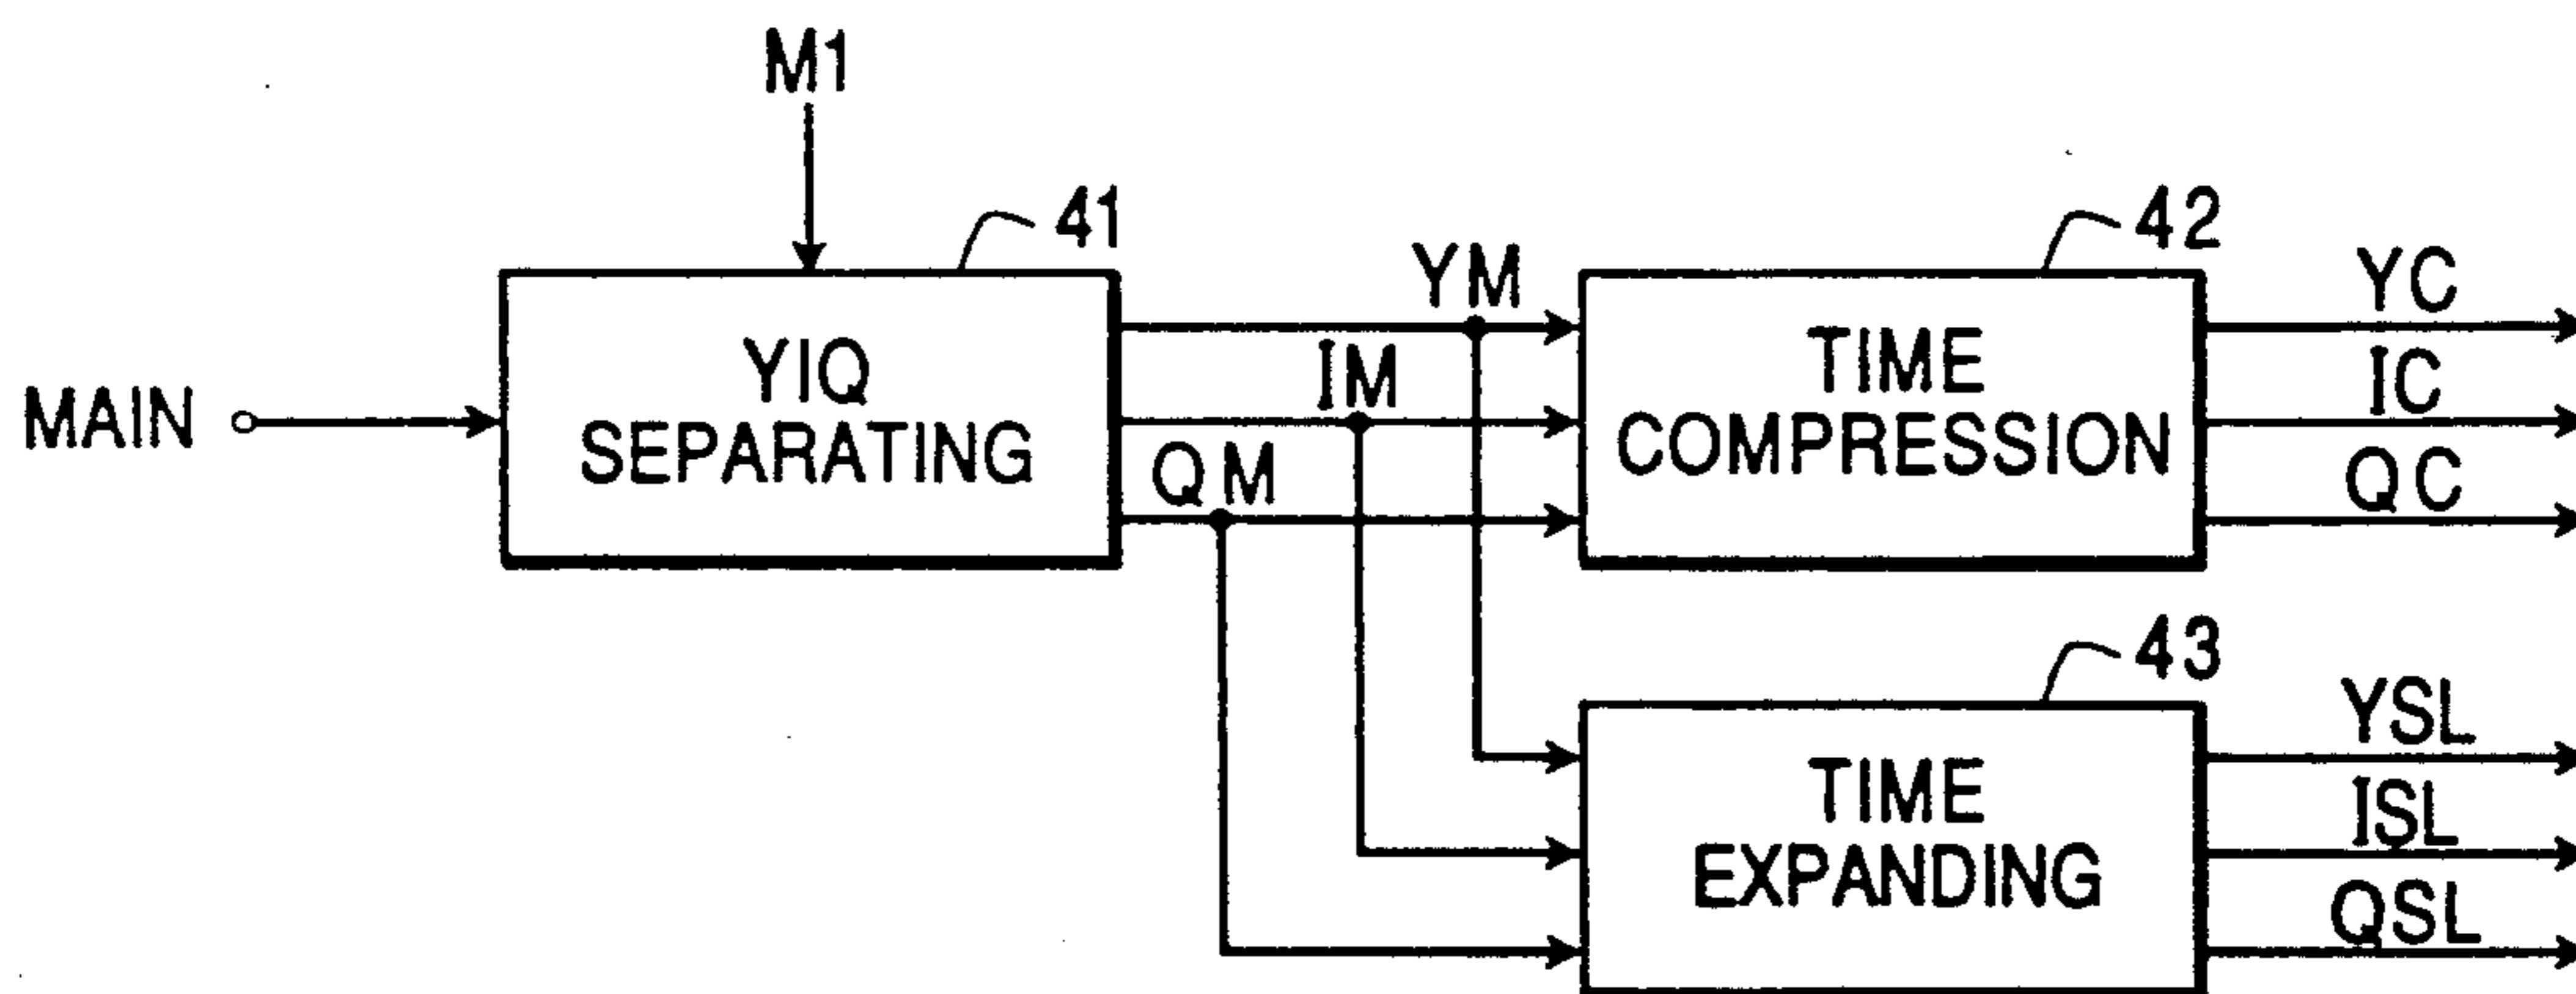 M1
41
42
YM
YC
YIQ
SEPARATING
TIME
COMPRESSION
IM
IC
MAIN
QM
QC
43
YSL
TIME
EXPANDING
ISL
QSL